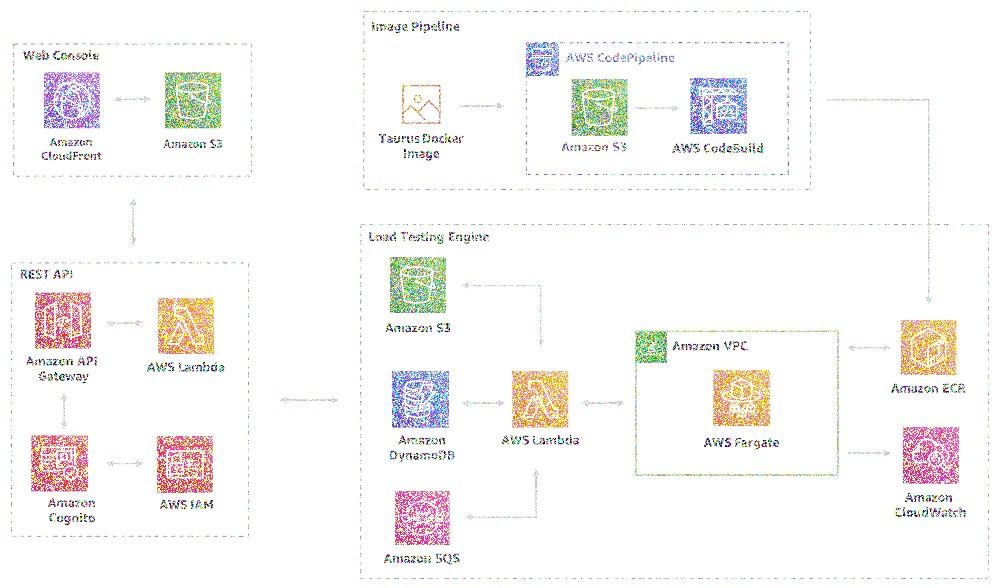 Image Pipeline
Web Console
AWS CodePipeline
Amazon
CloudFront
Amazon S3
Taurus Docker
Image
Amazon S3
AWS CodeBuild
Load Testing Engine
REST API
Amazon S3
Amazon API
Gateway
AWS Lambda
Amazon VPC
Amazon ECR
Amazon
DynamoDB
AWS Lambda
AWS Fargate
Amazon
Cognito
AWS IAM
Amazon
CloudWatch
Amazon SQS